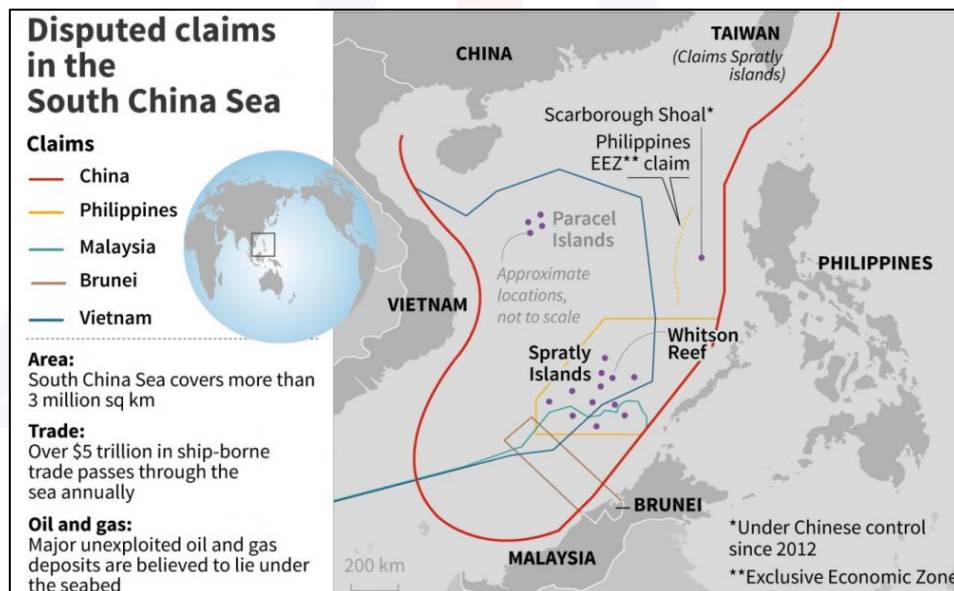 Disputed claims
in the
South China Sea
Claims
China
Philippines
Malaysia
Brunei
Vietnam
Area:
South China Sea covers more than
3 million sq km
Trade:
Over $5 trillion in ship-borne
trade passes through the
sea annually
Oil and gas:
Major unexploited oil and gas
deposits are believed to lie under
the seabed
CHINA
TAIWAN
(Claims Spratly
islands)
Scarborough Shoal*
Philippines
EEZ** claim
Paracel
Islands
Approximate
locations,
not to scale
PHILIPPINES
VIETNAM
Spratly
Islands
Whitson
Reef
BRUNEI
MALAYSIA
200 km
*Under Chinese control
since 2012
**Exclusive Economic Zone